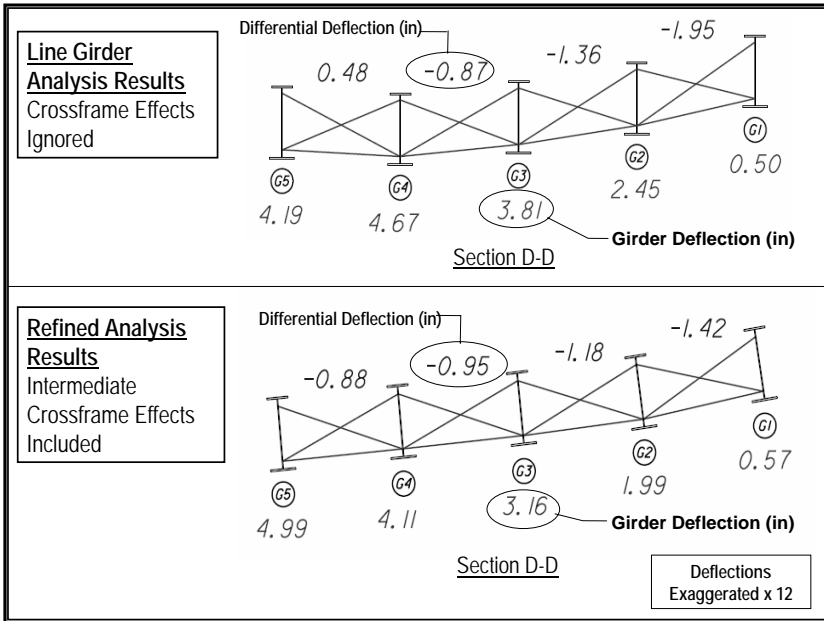 Line Girder
Analysis Results
Crossframe Effects
Ignored
Differential Deflection (in)
0.48
-0.87
-1.36
-1.95
G5
G4
G3
G2
G1
4.19
4.67
3.81
2.45
0.50
Girder Deflection (in)
Section D-D
Refined Analysis
Results
Intermediate
Crossframe Effects
Included
Differential Deflection (in)
-0.88
-0.95
-1.18
-1.42
G5
G4
G3
G2
G1
4.99
4.11
3.16
1.99
0.57
Girder Deflection (in)
Section D-D
Deflections
Exaggerated x 12